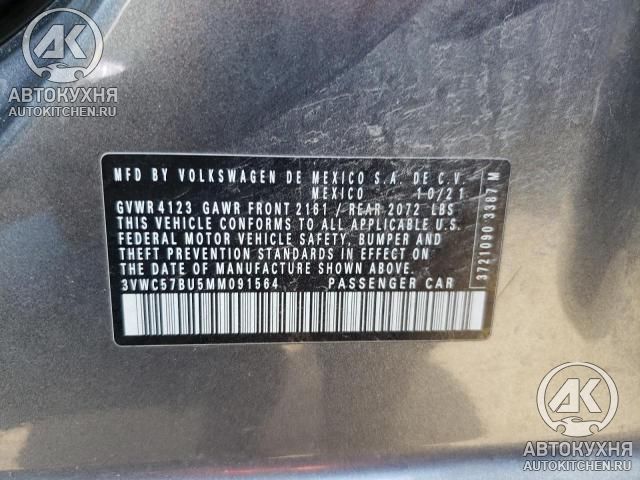 AK
АВТОКУХНЯ
AUTOKITCHEN.RU
MFD BY VOLKSWAGEN DE MEXICO S.A. DE C.V.
MEXICO 10/21
GVWR 4123 GAWR FRONT 2161 / REAR 2072 LBS
THIS VEHICLE CONFORMS TO ALL APPLICABLE U.S.
FEDERAL MOTOR VEHICLE SAFETY, BUMPER AND
THEFT PREVENTION STANDARDS IN EFFECT ON
THE DATE OF MANUFACTURE SHOWN ABOVE.
3VWC57BU5MM091564 PASSENGER CAR
3721090 3387 M
AK
АВТОКУХНЯ
AUTOKITCHEN.RU